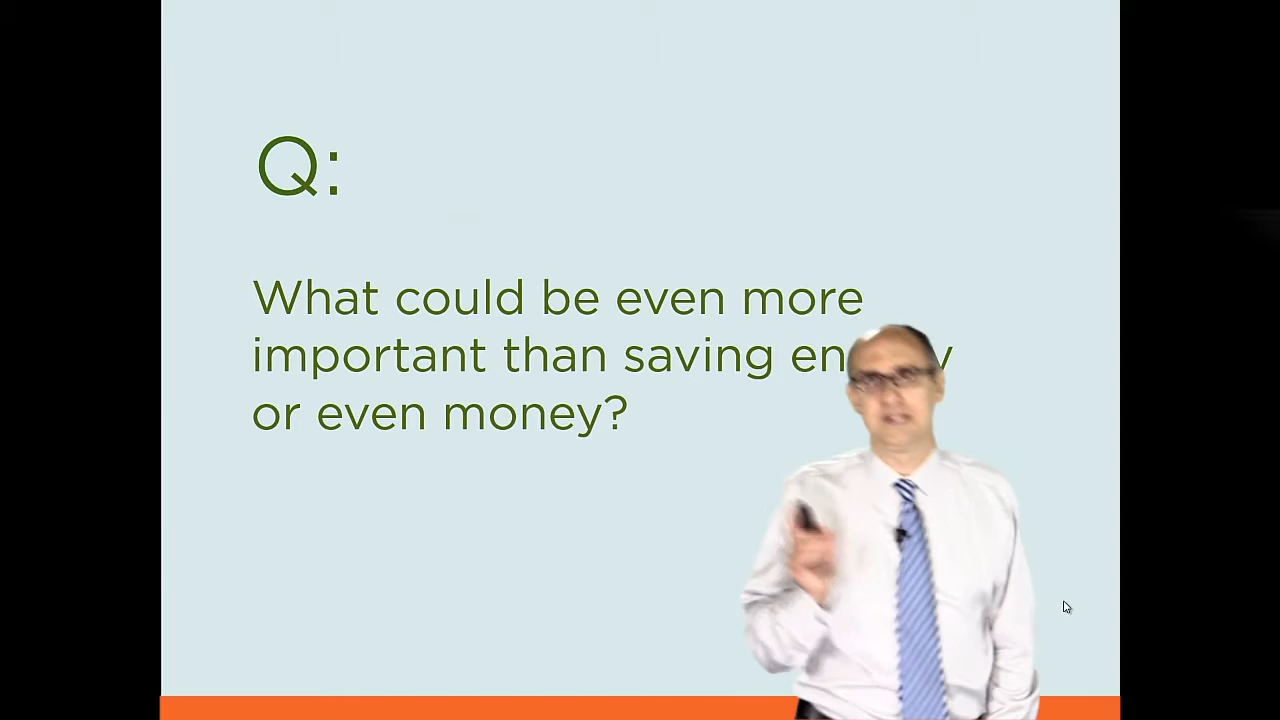 Q:
What could be even more
important than saving
or even money?